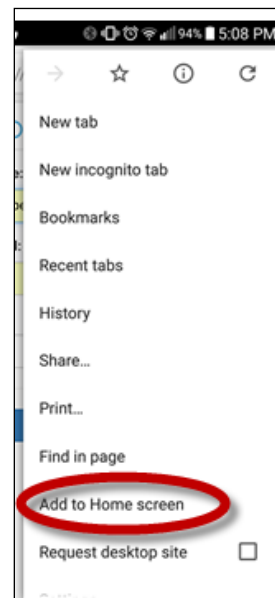 94% 5:08 PM
New tab
New incognito tab
Bookmarks
Recent tabs
History
Share...
Print...
Find in page
Add to Home screen
Request desktop site